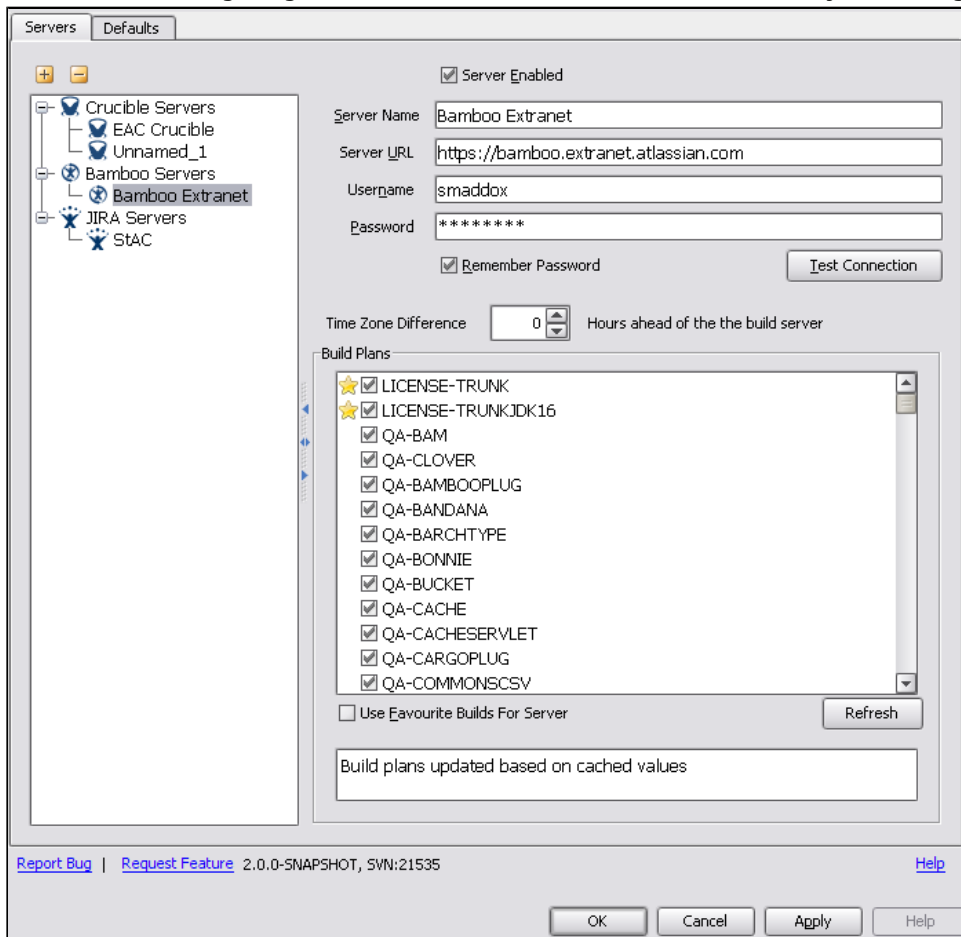 Servers Defaults
Server Enabled
Crucible Servers
EAC Crucible
Unnamed_1
Bamboo Servers
Bamboo Extranet
JIRA Servers
StAC
Server Name Bamboo Extranet
Server URL https://bamboo.extranet.atlassian.com
Username smaddox
Password ********
Remember Password Test Connection
Time Zone Difference 0 Hours ahead of the the build server
Build Plans
LICENSE-TRUNK
LICENSE-TRUNKJDK16
QA-BAM
QA-CLOVER
QA-BAMBOOPLUG
QA-BANDANA
QA-BARCHTYPE
QA-BONNIE
QA-BUCKET
QA-CACHE
QA-CACHESERVLET
QA-CARGOPLUG
QA-COMMONSCSV
Use Favourite Builds For Server Refresh
Build plans updated based on cached values
Report Bug | Request Feature 2.0.0-SNAPSHOT, SVN:21535 Help
OK Cancel Apply Help